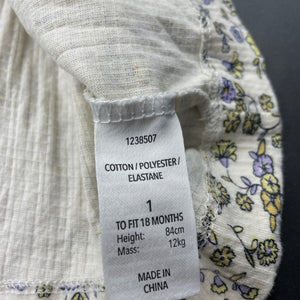 1238507
COTTON / POLYESTER /
ELASTANE
1
TO FIT 18 MONTHS
Height: 84cm
Mass: 12kg
MADE IN
CHINA